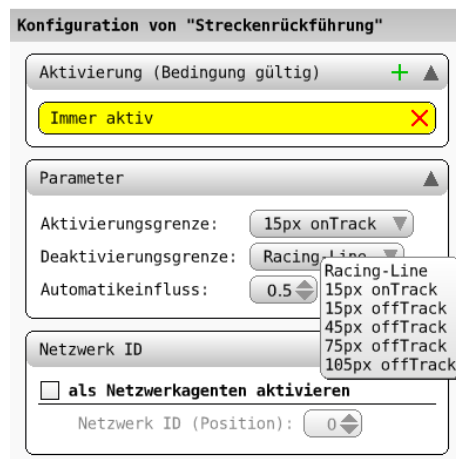 Konfiguration von "Streckenrückführung"
Aktivierung (Bedingung gültig)
Immer aktiv
Parameter
Aktivierungsgrenze: 15px onTrack
Deaktivierungsgrenze: Racing-Line
Automatikeinfluss: 0.5
Racing-Line
15px onTrack
15px offTrack
45px offTrack
75px offTrack
105px offTrack
Netzwerk ID
als Netzwerkagenten aktivieren
Netzwerk ID (Position): 0